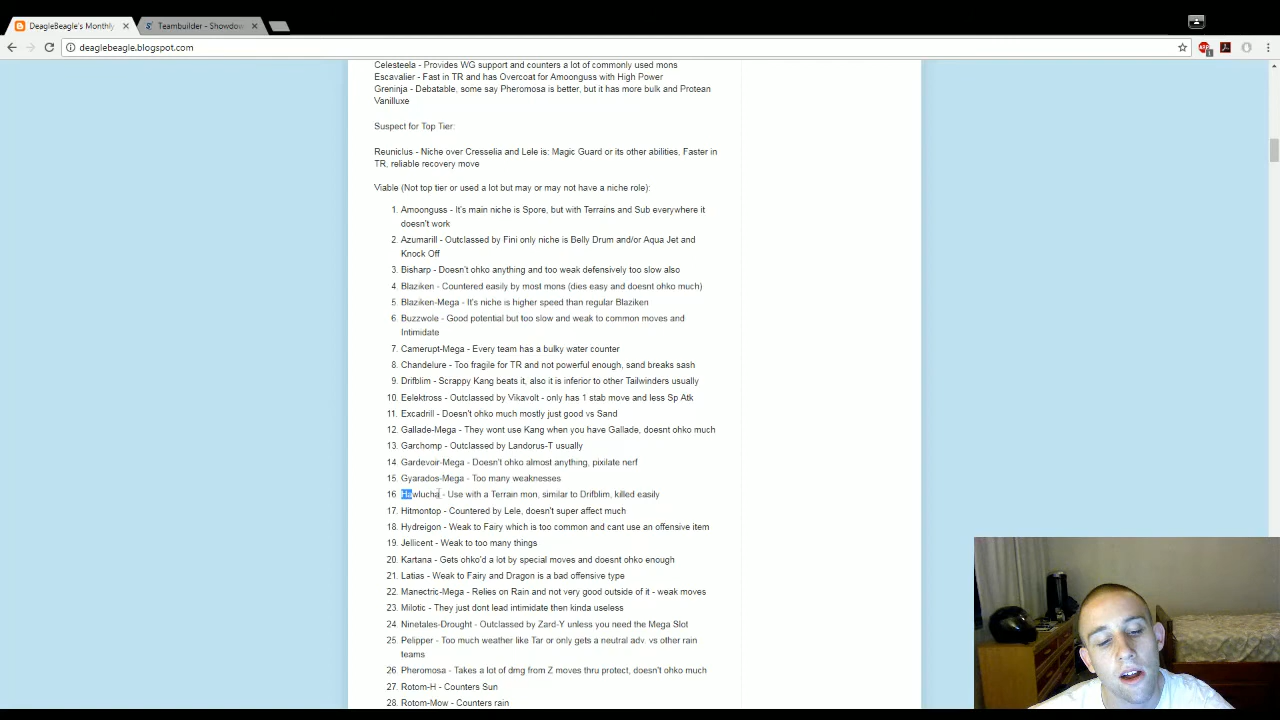 DeagleBeagle's Monthly
Teambuilder - Showdow
deaglebeagle.blogspot.com
Celesteela - Provides WG support and counters a lot of commonly used mons
Escavalier - Fast in TR and has Overcoat for Amoonguss with High Power
Greninja - Debatable, some say Pheromosa is better, but it has more bulk and Protean
Vanilluxe
Suspect for Top Tier:
Reuniclus - Niche over Cresselia and Lele is: Magic Guard or its other abilities, Faster in
TR, reliable recovery move
Viable (Not top tier or used a lot but may or may not have a niche role):
1. Amoonguss - It's main niche is Spore, but with Terrains and Sub everywhere it
doesn't work
2. Azumarill - Outclassed by Fini only niche is Belly Drum and/or Aqua Jet and
Knock Off
3. Bisharp - Doesn't ohko anything and too weak defensively too slow also
4. Blaziken - Countered easily by most mons (dies easy and doesnt ohko much)
5. Blaziken-Mega - It's niche is higher speed than regular Blaziken
6. Buzzwole - Good potential but too slow and weak to common moves and
Intimidate
7. Camerupt-Mega - Every team has a bulky water counter
8. Chandelure - Too fragile for TR and not powerful enough, sand breaks sash
9. Drifblim - Scrappy Kang beats it, also it is inferior to other Tailwinders usually
10. Eelektross - Outclassed by Vikavolt - only has 1 stab move and less Sp Atk
11. Excadrill - Doesn't ohko much mostly just good vs Sand
12. Gallade-Mega - They wont use Kang when you have Gallade, doesnt ohko much
13. Garchomp - Outclassed by Landorus-T usually
14. Gardevoir-Mega - Doesn't ohko almost anything, pixilate nerf
15. Gyarados-Mega - Too many weaknesses
16. Hawlucha - Use with a Terrain mon, similar to Drifblim, killed easily
17. Hitmontop - Countered by Lele, doesn't super affect much
18. Hydreigon - Weak to Fairy which is too common and cant use an offensive item
19. Jellicent - Weak to too many things
20. Kartana - Gets ohko'd a lot by special moves and doesnt ohko enough
21. Latias - Weak to Fairy and Dragon is a bad offensive type
22. Manectric-Mega - Relies on Rain and not very good outside of it - weak moves
23. Milotic - They just dont lead intimidate then kinda useless
24. Ninetales-Drought - Outclassed by Zard-Y unless you need the Mega Slot
25. Pelipper - Too much weather like Tar or only gets a neutral adv. vs other rain
teams
26. Pheromosa - Takes a lot of dmg from Z moves thru protect, doesn't ohko much
27. Rotom-H - Counters Sun
28. Rotom-Mow - Counters rain